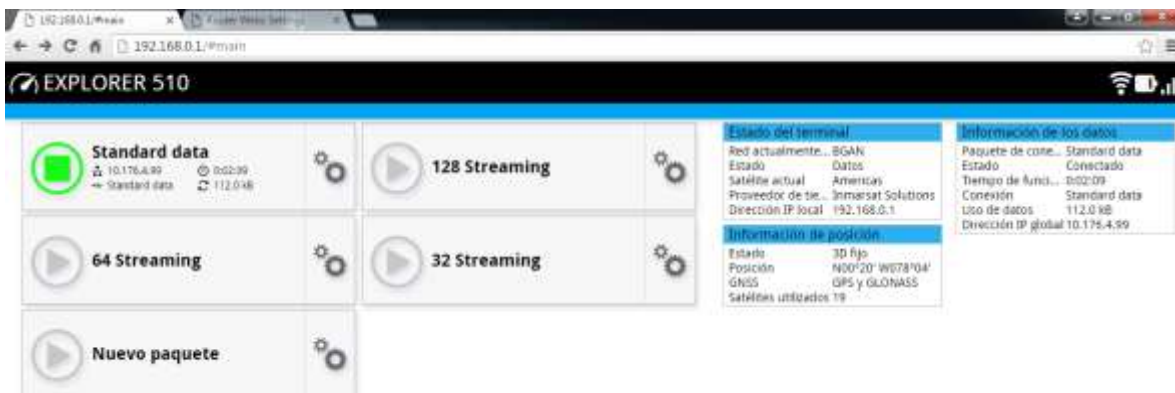 192.168.0.1/#main
192.168.0.1/#main
EXPLORER 510
Standard data
10.176.4.99 0:02:09
Standard data 112.0 kB
128 Streaming
64 Streaming
32 Streaming
Nuevo paquete
Estado del terminal
Red actualmente... BGAN
Estado Datos
Satélite actual Americas
Proveedor de tie... Inmarsat Solutions
Dirección IP local 192.168.0.1
Información de posición
Estado 3D fijo
Posición N00°20' W078°04'
GNSS GPS y GLONASS
Satélites utilizados 19
Información de los datos
Paquete de cone... Standard data
Estado Conectado
Tiempo de funci... 0:02:09
Conexión Standard data
Uso de datos 112.0 kB
Dirección IP global 10.176.4.99